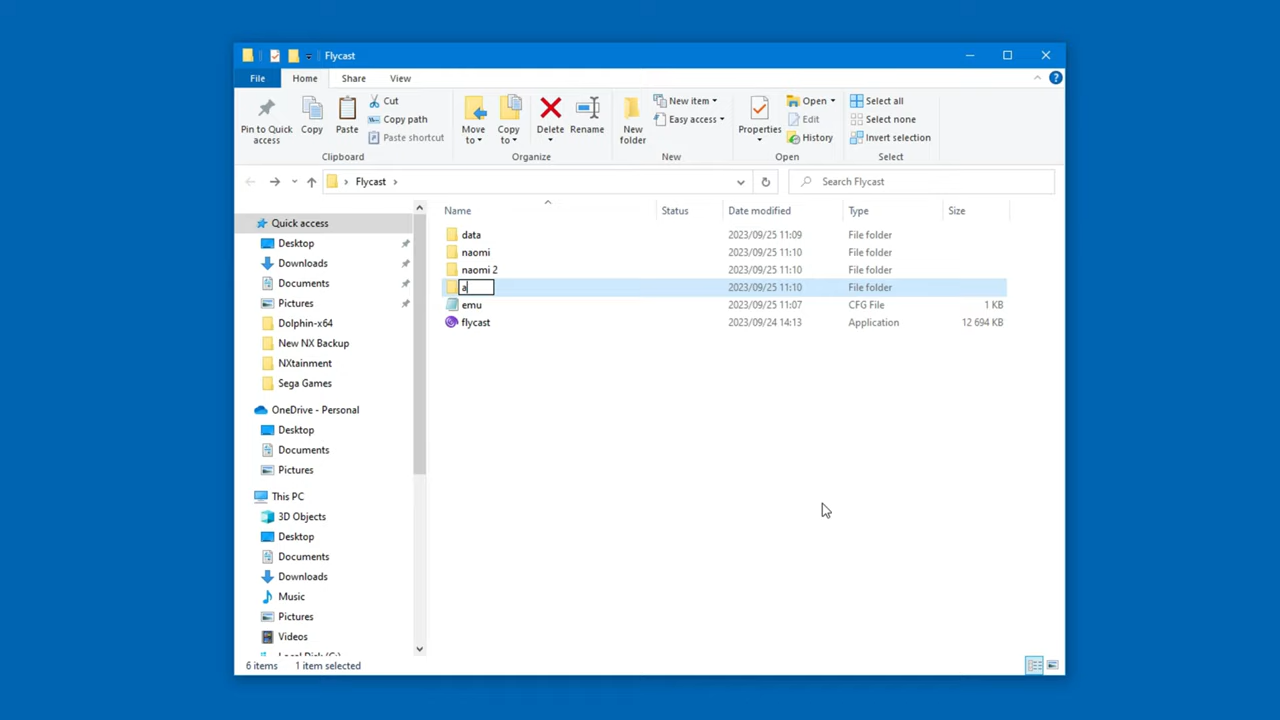 Flycast
File Home Share View
Pin to Quick access
Copy
Paste
Cut
Copy path
Paste shortcut
Clipboard
Move to
Copy to
Delete
Rename
Organize
New folder
New item
Easy access
New
Properties
Open
Edit
History
Open
Select all
Select none
Invert selection
Select
Flycast
Search Flycast
Name Status Date modified Type Size
data 2023/09/25 11:09 File folder
naomi 2023/09/25 11:10 File folder
naomi 2 2023/09/25 11:10 File folder
a 2023/09/25 11:10 File folder
emu 2023/09/25 11:07 CFG File 1 KB
flycast 2023/09/24 14:13 Application 12 694 KB
Quick access
Desktop
Downloads
Documents
Pictures
Dolphin-x64
New NX Backup
NXtainment
Sega Games
OneDrive - Personal
Desktop
Documents
Pictures
This PC
3D Objects
Desktop
Documents
Downloads
Music
Pictures
Videos
6 items 1 item selected